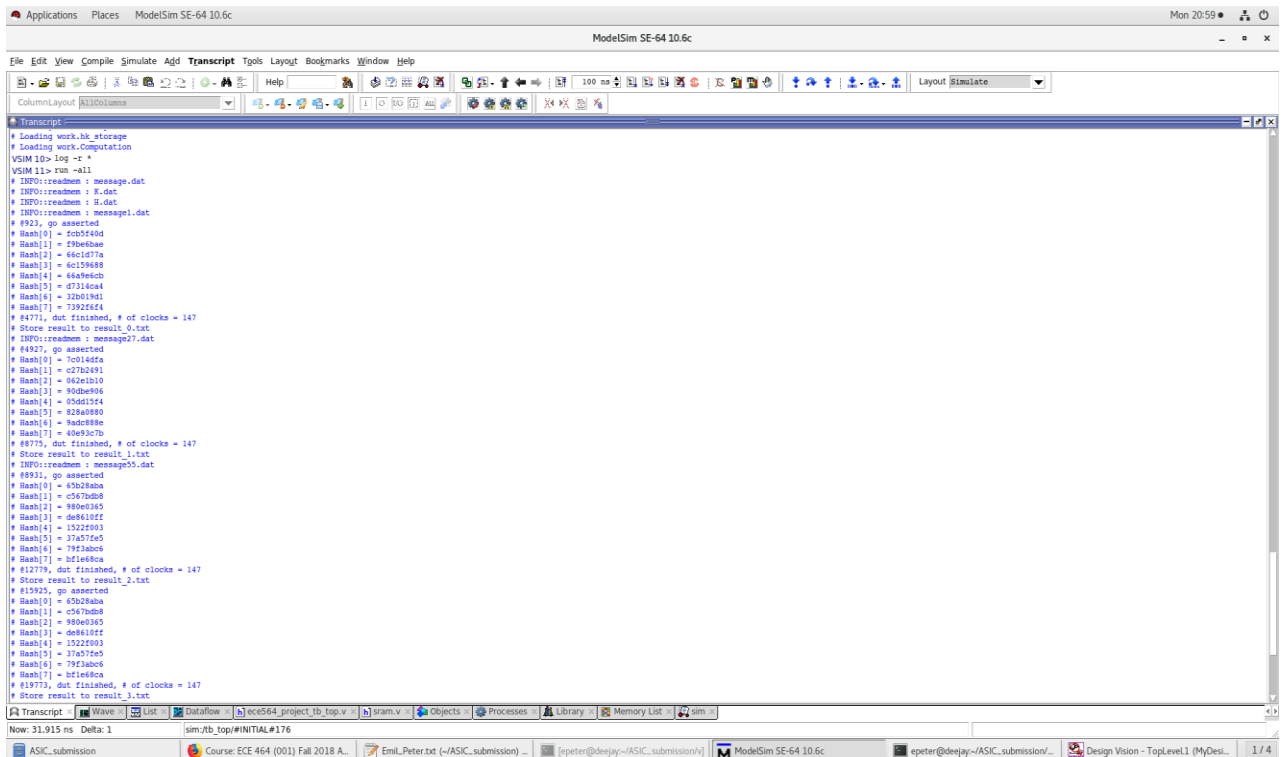 Applications Places ModelSim SE-64 10.6c Mon 20:59
ModelSim SE-64 10.6c
File Edit View Compile Simulate Add Transcript Tools Layout Bookmarks Window Help
Help 100 ns Layout Simulate
ColumnLayout AllColumns
Transcript
# Loading work.hk_storage
# Loading work.Computation
VSIM 10> log -r *
VSIM 11> run -all
# INFO::readmem : message.dat
# INFO::readmem : K.dat
# INFO::readmem : H.dat
# INFO::readmem : message1.dat
# @923, go asserted
# Hash[0] = fcb5f40d
# Hash[1] = f9be6bae
# Hash[2] = 66c1d77a
# Hash[3] = 6c159688
# Hash[4] = 66a9e6cb
# Hash[5] = d7314ca4
# Hash[6] = 32b019d1
# Hash[7] = 7392f6f4
# @4771, dut finished, # of clocks = 147
# Store result to result_0.txt
# INFO::readmem : message27.dat
# @4927, go asserted
# Hash[0] = 7c014dfa
# Hash[1] = c27b2491
# Hash[2] = 062e1b10
# Hash[3] = 90dbe906
# Hash[4] = 05dd15f4
# Hash[5] = 828a0880
# Hash[6] = 9adc888e
# Hash[7] = 40e93c7b
# @8775, dut finished, # of clocks = 147
# Store result to result_1.txt
# INFO::readmem : message55.dat
# @8931, go asserted
# Hash[0] = 65b28aba
# Hash[1] = c567bdb8
# Hash[2] = 980e0365
# Hash[3] = de8610ff
# Hash[4] = 1522f003
# Hash[5] = 37a57fe5
# Hash[6] = 79f3abc6
# Hash[7] = bf1e68ca
# @12779, dut finished, # of clocks = 147
# Store result to result_2.txt
# @15925, go asserted
# Hash[0] = 65b28aba
# Hash[1] = c567bdb8
# Hash[2] = 980e0365
# Hash[3] = de8610ff
# Hash[4] = 1522f003
# Hash[5] = 37a57fe5
# Hash[6] = 79f3abc6
# Hash[7] = bf1e68ca
# @19773, dut finished, # of clocks = 147
# Store result to result_3.txt
Transcript Wave List Dataflow ece564_project_tb_top.v sram.v Objects Processes Library Memory List sim
Now: 31.915 ns Delta: 1 sim:/tb_top/#INITIAL#176
ASIC_submission Course: ECE 464 (001) Fall 2018 A... Emil_Peter.txt (~/ASIC_submission) ... [epeter@deejay:~/ASIC_submission/v] ModelSim SE-64 10.6c epeter@deejay:~/ASIC_submission/... Design Vision - TopLevel.1 (MyDesi... 1 / 4